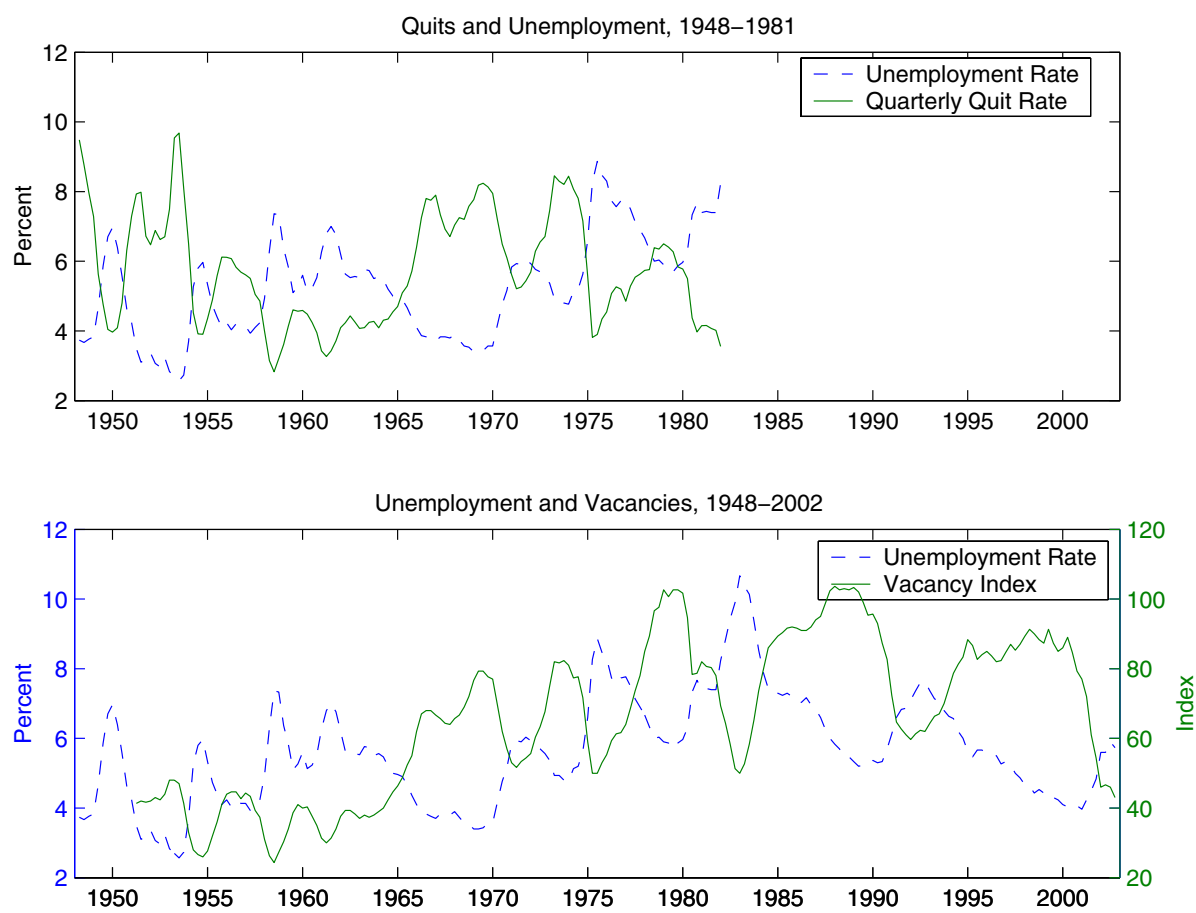 Quits and Unemployment, 1948−1981
12
10
8
6
4
2
Percent
Unemployment Rate
Quarterly Quit Rate
1950 1955 1960 1965 1970 1975 1980 1985 1990 1995 2000
Unemployment and Vacancies, 1948−2002
12
10
8
6
4
2
Percent
Unemployment Rate
Vacancy Index
120
100
80
60
40
20
Index
1950 1955 1960 1965 1970 1975 1980 1985 1990 1995 2000